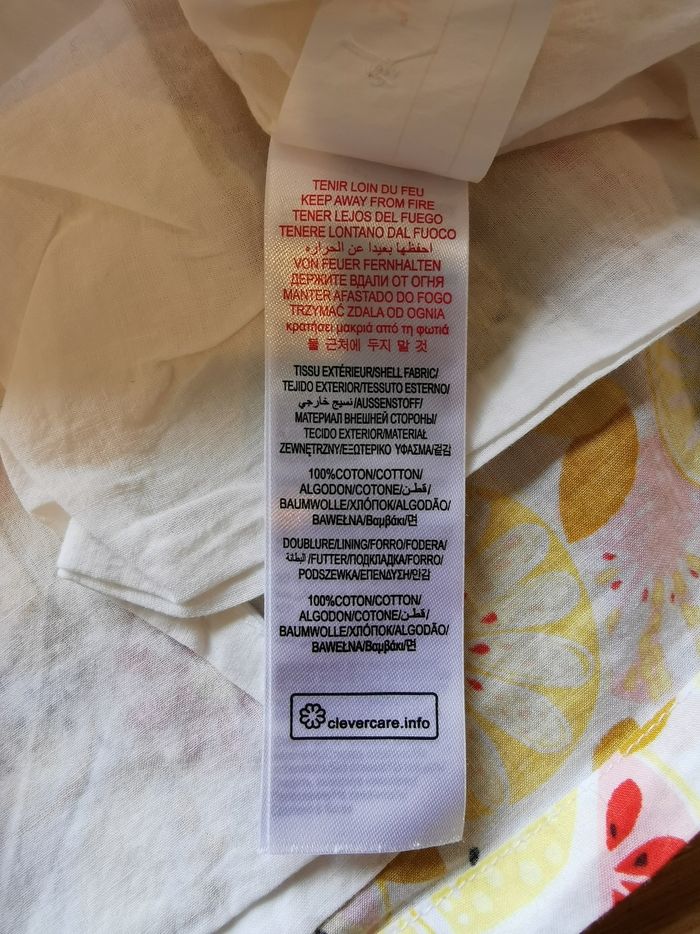 TENIR LOIN DU FEU
KEEP AWAY FROM FIRE
TENER LEJOS DEL FUEGO
TENERE LONTANO DAL FUOCO
احفظها بعيدا عن الحراره
VON FEUER FERNHALTEN
ДЕРЖИТЕ ВДАЛИ ОТ ОГНЯ
MANTER AFASTADO DO FOGO
TRZYMAĆ ZDALA OD OGNIA
κρατήσει μακριά από τη φωτιά
불 근처에 두지 말 것
TISSU EXTÉRIEUR/SHELL FABRIC/
TEJIDO EXTERIOR/TESSUTO ESTERNO/
نسيج خارجي/AUSSENSTOFF/
МАТЕРИАЛ ВНЕШНЕЙ СТОРОНЫ/
TECIDO EXTERIOR/MATERIAŁ
ZEWNĘTRZNY/ΕΞΩΤΕΡΙΚΟ ΥΦΑΣΜΑ/겉감
100%COTON/COTTON/
ALGODON/COTONE/قطن/
BAUMWOLLE/ХЛОПОК/ALGODÃO/
BAWEŁNA/Βαμβάκι/면
DOUBLURE/LINING/FORRO/FODERA/
البطانة/FUTTER/ПОДКЛАДКА/FORRO/
PODSZEWKA/ΕΠΕΝΔΥΣΗ/안감
100%COTON/COTTON/
ALGODON/COTONE/قطن/
BAUMWOLLE/ХЛОПОК/ALGODÃO/
BAWEŁNA/Βαμβάκι/면
clevercare.info